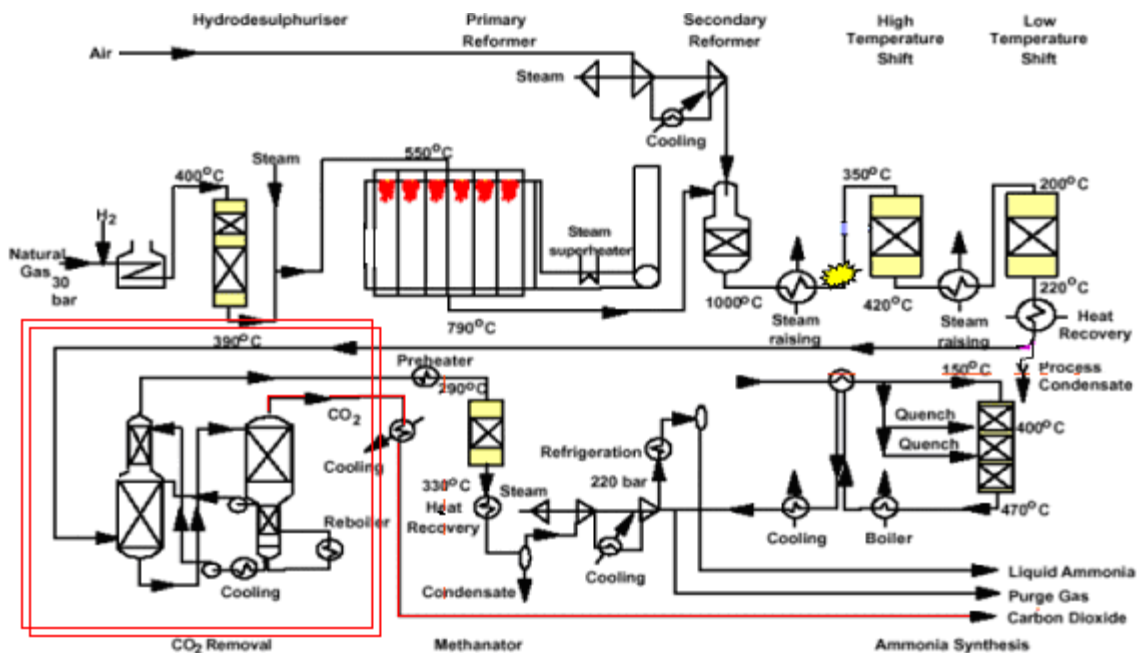 Hydrodesulphuriser
Primary
Reformer
Secondary
Reformer
High
Temperature
Shift
Low
Temperature
Shift
Air
Steam
Cooling
Steam
400°C
550°C
350°C
200°C
H2
Natural
Gas
30
bar
Steam
superheater
1000°C
420°C
220°C
Steam
raising
Steam
raising
Heat
Recovery
390°C
790°C
Preheater
290°C
150°C
Process
Condensate
CO2
Cooling
Quench
Quench
400°C
Refrigeration
330°C
Heat
Recovery
Steam
220 bar
470°C
Reboiler
Cooling
Cooling
Boiler
Cooling
Condensate
Liquid Ammonia
Purge Gas
Carbon Dioxide
CO2 Removal
Methanator
Ammonia Synthesis